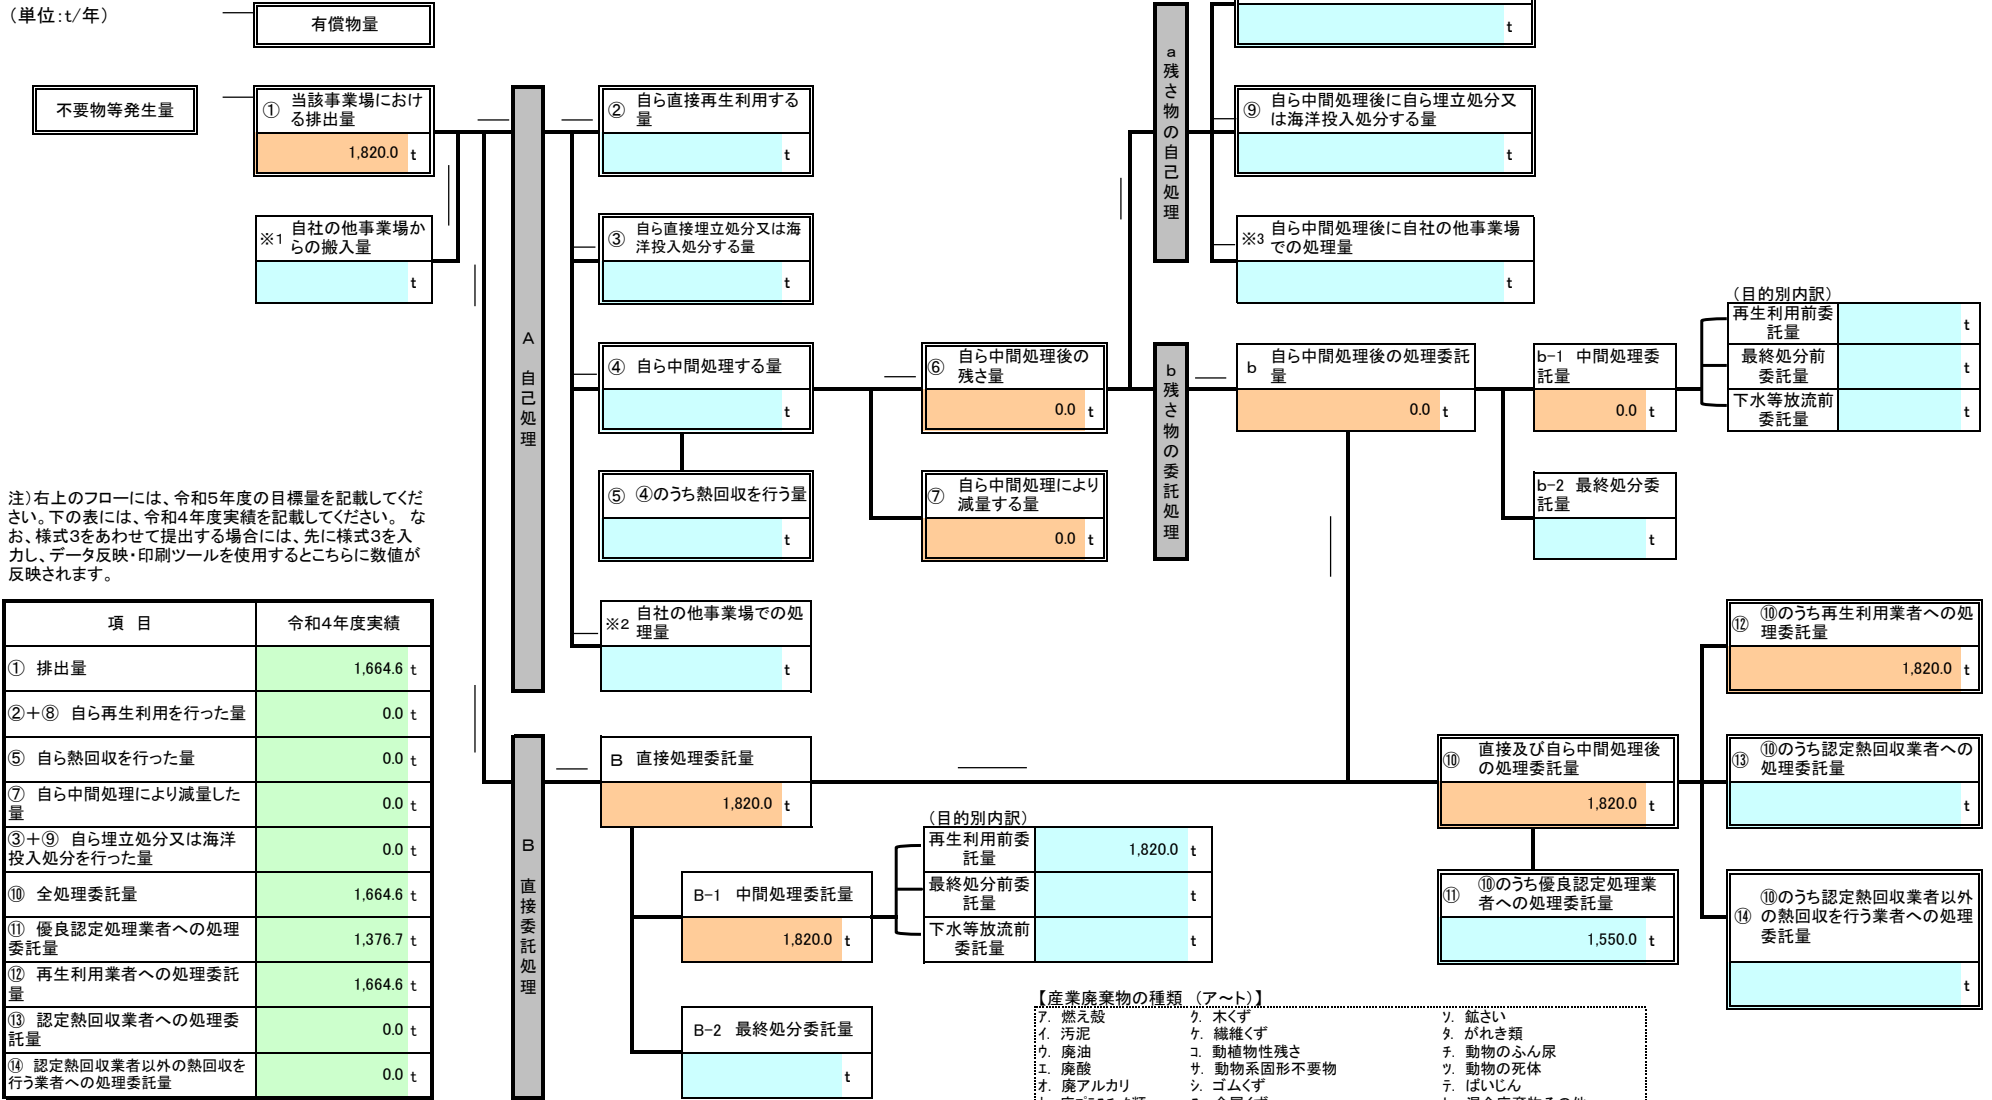 （単位：t/年）
有償物量
t
不要物等発生量
① 当該事業場におけ
る排出量
1,820.0 t
※1 自社の他事業場か
らの搬入量
t
A 自己処理
② 自ら直接再生利用する
量
t
③ 自ら直接埋立処分又は海
洋投入処分する量
t
④ 自ら中間処理する量
t
⑤ ④のうち熱回収を行う量
t
※2 自社の他事業場での処
理量
t
⑥ 自ら中間処理後の
残さ量
0.0 t
⑦ 自ら中間処理により
減量する量
0.0 t
a 残さ物の自己処理
⑨ 自ら中間処理後に自ら埋立処分又
は海洋投入処分する量
t
※3 自ら中間処理後に自社の他事業場
での処理量
t
b 残さ物の委託処理
b 自ら中間処理後の処理委託
量
0.0 t
b-1 中間処理委
託量
0.0 t
b-2 最終処分委
託量
t
（目的別内訳）
再生利用前委
託量
t
最終処分前
委託量
t
下水等放流前
委託量
t
注）右上のフローには、令和5年度の目標量を記載してくだ
さい。下の表には、令和4年度実績を記載してください。 な
お、様式3をあわせて提出する場合には、先に様式3を入
力し、データ反映・印刷ツールを使用するとこちらに数値が
反映されます。
項 目 令和4年度実績
① 排出量 1,664.6 t
②＋⑧ 自ら再生利用を行った量 0.0 t
⑤ 自ら熱回収を行った量 0.0 t
⑦ 自ら中間処理により減量した
量 0.0 t
③＋⑨ 自ら埋立処分又は海洋
投入処分を行った量 0.0 t
⑩ 全処理委託量 1,664.6 t
⑪ 優良認定処理業者への処理
委託量 1,376.7 t
⑫ 再生利用業者への処理委託
量 1,664.6 t
⑬ 認定熱回収業者への処理委
託量 0.0 t
⑭ 認定熱回収業者以外の熱回収を
行う業者への処理委託量 0.0 t
B 直接委託処理
B 直接処理委託量
1,820.0 t
B-1 中間処理委託量
1,820.0 t
B-2 最終処分委託量
t
（目的別内訳）
再生利用前委
託量
1,820.0 t
最終処分前委
託量
t
下水等放流前
委託量
t
⑩ 直接及び自ら中間処理後
の処理委託量
1,820.0 t
⑪ ⑩のうち優良認定処理業
者への処理委託量
1,550.0 t
⑫ ⑩のうち再生利用業者への処
理委託量
1,820.0 t
⑬ ⑩のうち認定熱回収業者への
処理委託量
t
⑭ ⑩のうち認定熱回収業者以外
の熱回収を行う業者への処理
委託量
t
【産業廃棄物の種類 （ア～ト）】
ア. 燃え殻 ク. 木くず ソ. 鉱さい
イ. 汚泥 ケ. 繊維くず タ. がれき類
ウ. 廃油 コ. 動植物性残さ チ. 動物のふん尿
エ. 廃酸 サ. 動物系固形不要物 ツ. 動物の死体
オ. 廃アルカリ シ. ゴムくず テ. ばいじん